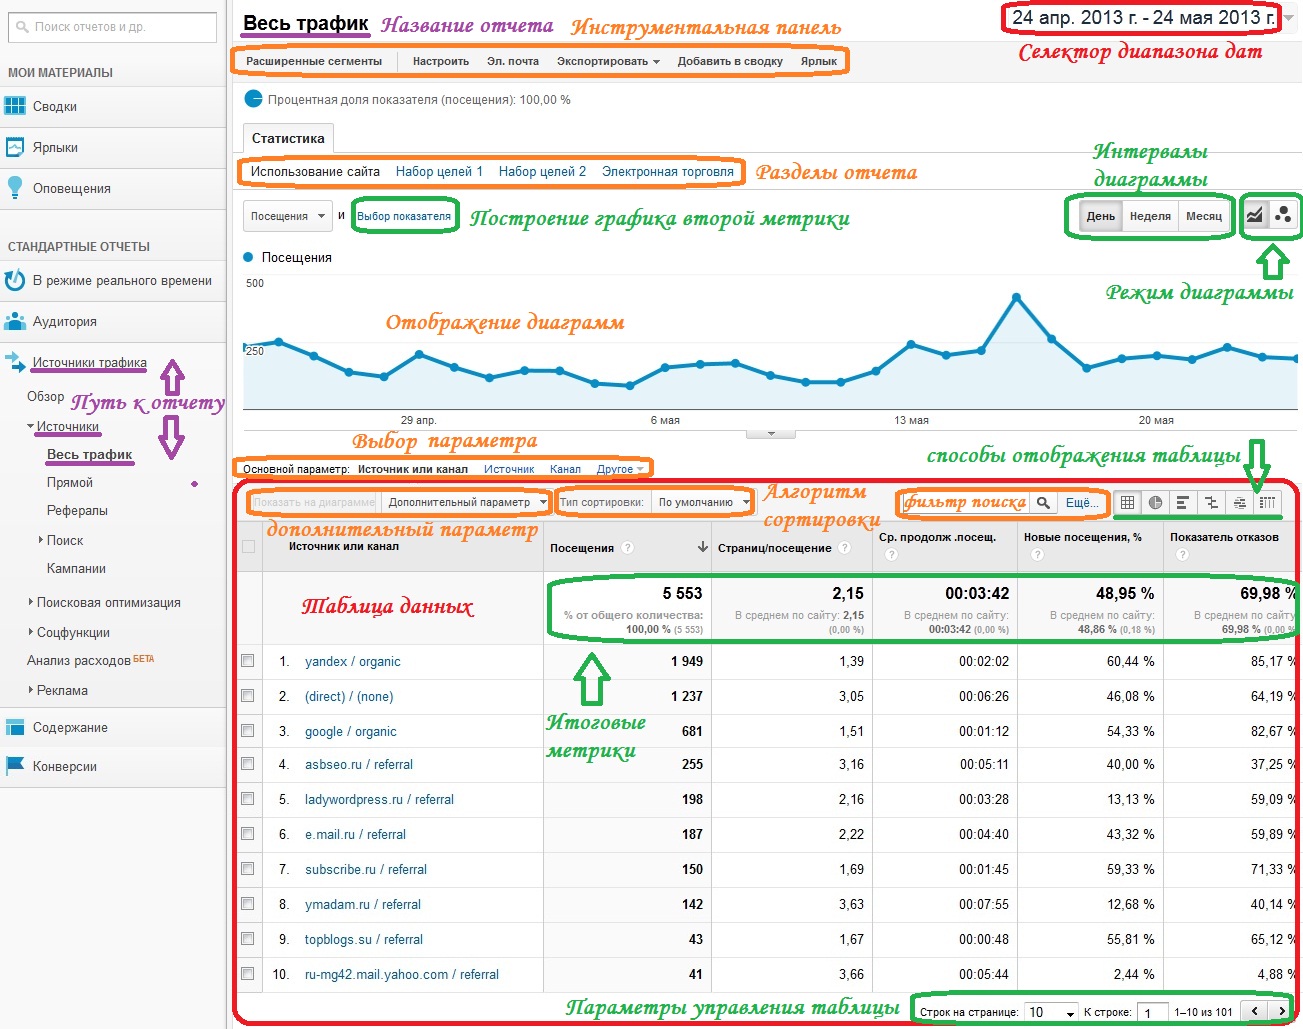 Поиск отчетов и др.
МОИ МАТЕРИАЛЫ
Сводки
Ярлыки
Оповещения
СТАНДАРТНЫЕ ОТЧЕТЫ
В режиме реального времени
Аудитория
Источники трафика
Обзор
Путь к отчету
Источники
Весь трафик
Прямой
Рефералы
Поиск
Кампании
Поисковая оптимизация
Соцфункции
Анализ расходов БЕТА
Реклама
Содержание
Конверсии
Весь трафик Название отчета Инструментальная панель
24 апр. 2013 г. - 24 мая 2013 г.
Селектор диапазона дат
Расширенные сегменты Настроить Эл. почта Экспортировать Добавить в сводку Ярлык
Процентная доля показателя (посещения): 100,00 %
Статистика
Использование сайта Набор целей 1 Набор целей 2 Электронная торговля Разделы отчета
Интервалы
диаграммы
Посещения и Выбор показателя Построение графика второй метрики
День Неделя Месяц
Режим диаграммы
Посещения
500
250
Отображение диаграмм
29 апр. 6 мая 13 мая 20 мая
Выбор параметра
способы отображения таблицы
Основной параметр: Источник или канал Источник Канал Другое
Показать на диаграмме Дополнительный параметр Тип сортировки: По умолчанию Алгоритм
сортировки
фильтр поиска Ещё...
дополнительный параметр
Источник или канал Посещения ? Страниц/посещение ? Ср. продолж .посещ. ? Новые посещения, % ? Показатель отказов ?
Таблица данных
5 553 2,15 00:03:42 48,95 % 69,98 %
% от общего количества: В среднем по сайту: 2,15 В среднем по сайту: В среднем по сайту: В среднем по сайту:
100,00 % (5 553) (0,00 %) 00:03:42 (0,00 %) 48,86 % (0,18 %) 69,98 % (0,00 %
1. yandex / organic 1 949 1,39 00:02:02 60,44 % 85,17 %
2. (direct) / (none) 1 237 3,05 00:06:26 46,08 % 64,19 %
Итоговые
метрики
3. google / organic 681 1,51 00:01:12 54,33 % 82,67 %
4. asbseo.ru / referral 255 3,16 00:05:11 40,00 % 37,25 %
5. ladywordpress.ru / referral 198 2,16 00:03:28 13,13 % 59,09 %
6. e.mail.ru / referral 187 2,22 00:04:40 43,32 % 59,89 %
7. subscribe.ru / referral 150 1,69 00:01:45 59,33 % 71,33 %
8. ymadam.ru / referral 142 3,63 00:07:55 12,68 % 40,14 %
9. topblogs.su / referral 43 1,67 00:00:48 55,81 % 65,12 %
10. ru-mg42.mail.yahoo.com / referral 41 3,66 00:05:44 2,44 % 4,88 %
Параметры управления таблицы Строк на странице: 10 К строке: 1 1–10 из 101